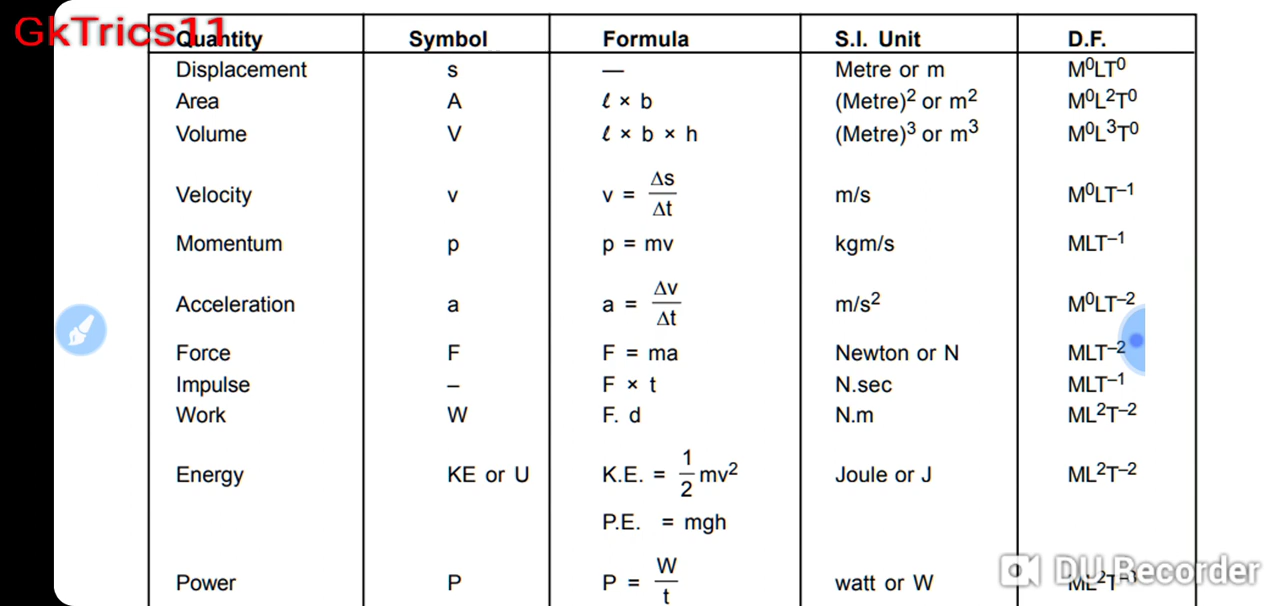 GkTrics11
Quantity Symbol Formula S.I. Unit D.F.
Displacement s — Metre or m M⁰LT⁰
Area A ℓ × b (Metre)² or m² M⁰L²T⁰
Volume V ℓ × b × h (Metre)³ or m³ M⁰L³T⁰
Velocity v v = Δs/Δt m/s M⁰LT⁻¹
Momentum p p = mv kgm/s MLT⁻¹
Acceleration a a = Δv/Δt m/s² M⁰LT⁻²
Force F F = ma Newton or N MLT⁻²
Impulse – F × t N.sec MLT⁻¹
Work W F. d N.m ML²T⁻²
Energy KE or U K.E. = 1/2 mv² Joule or J ML²T⁻²
P.E. = mgh
Power P P = W/t watt or W
DU Recorder